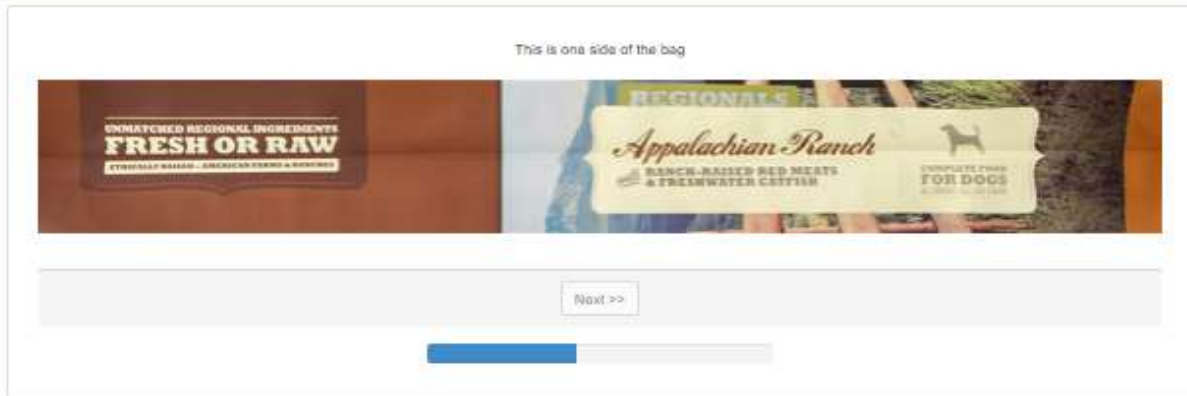 This is one side of the bag
UNMATCHED REGIONAL INGREDIENTS
FRESH OR RAW
ETHICALLY RAISED AMERICAN FARMS & RANCHES
REGIONALS
Appalachian Ranch
RANCH-RAISED RED MEATS
& FRESHWATER CATFISH
COMPLETE FOOD
FOR DOGS
Next >>